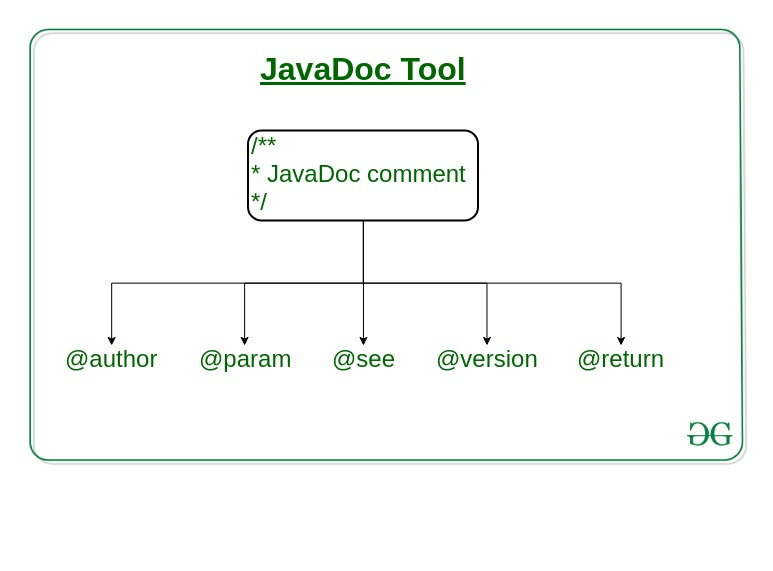 JavaDoc Tool
/**
* JavaDoc comment
*/
@author @param @see @version @return